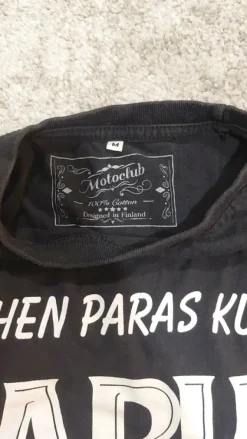 M
Motoclub
100% Cotton
Designed in Finland
HEN PARAS KU